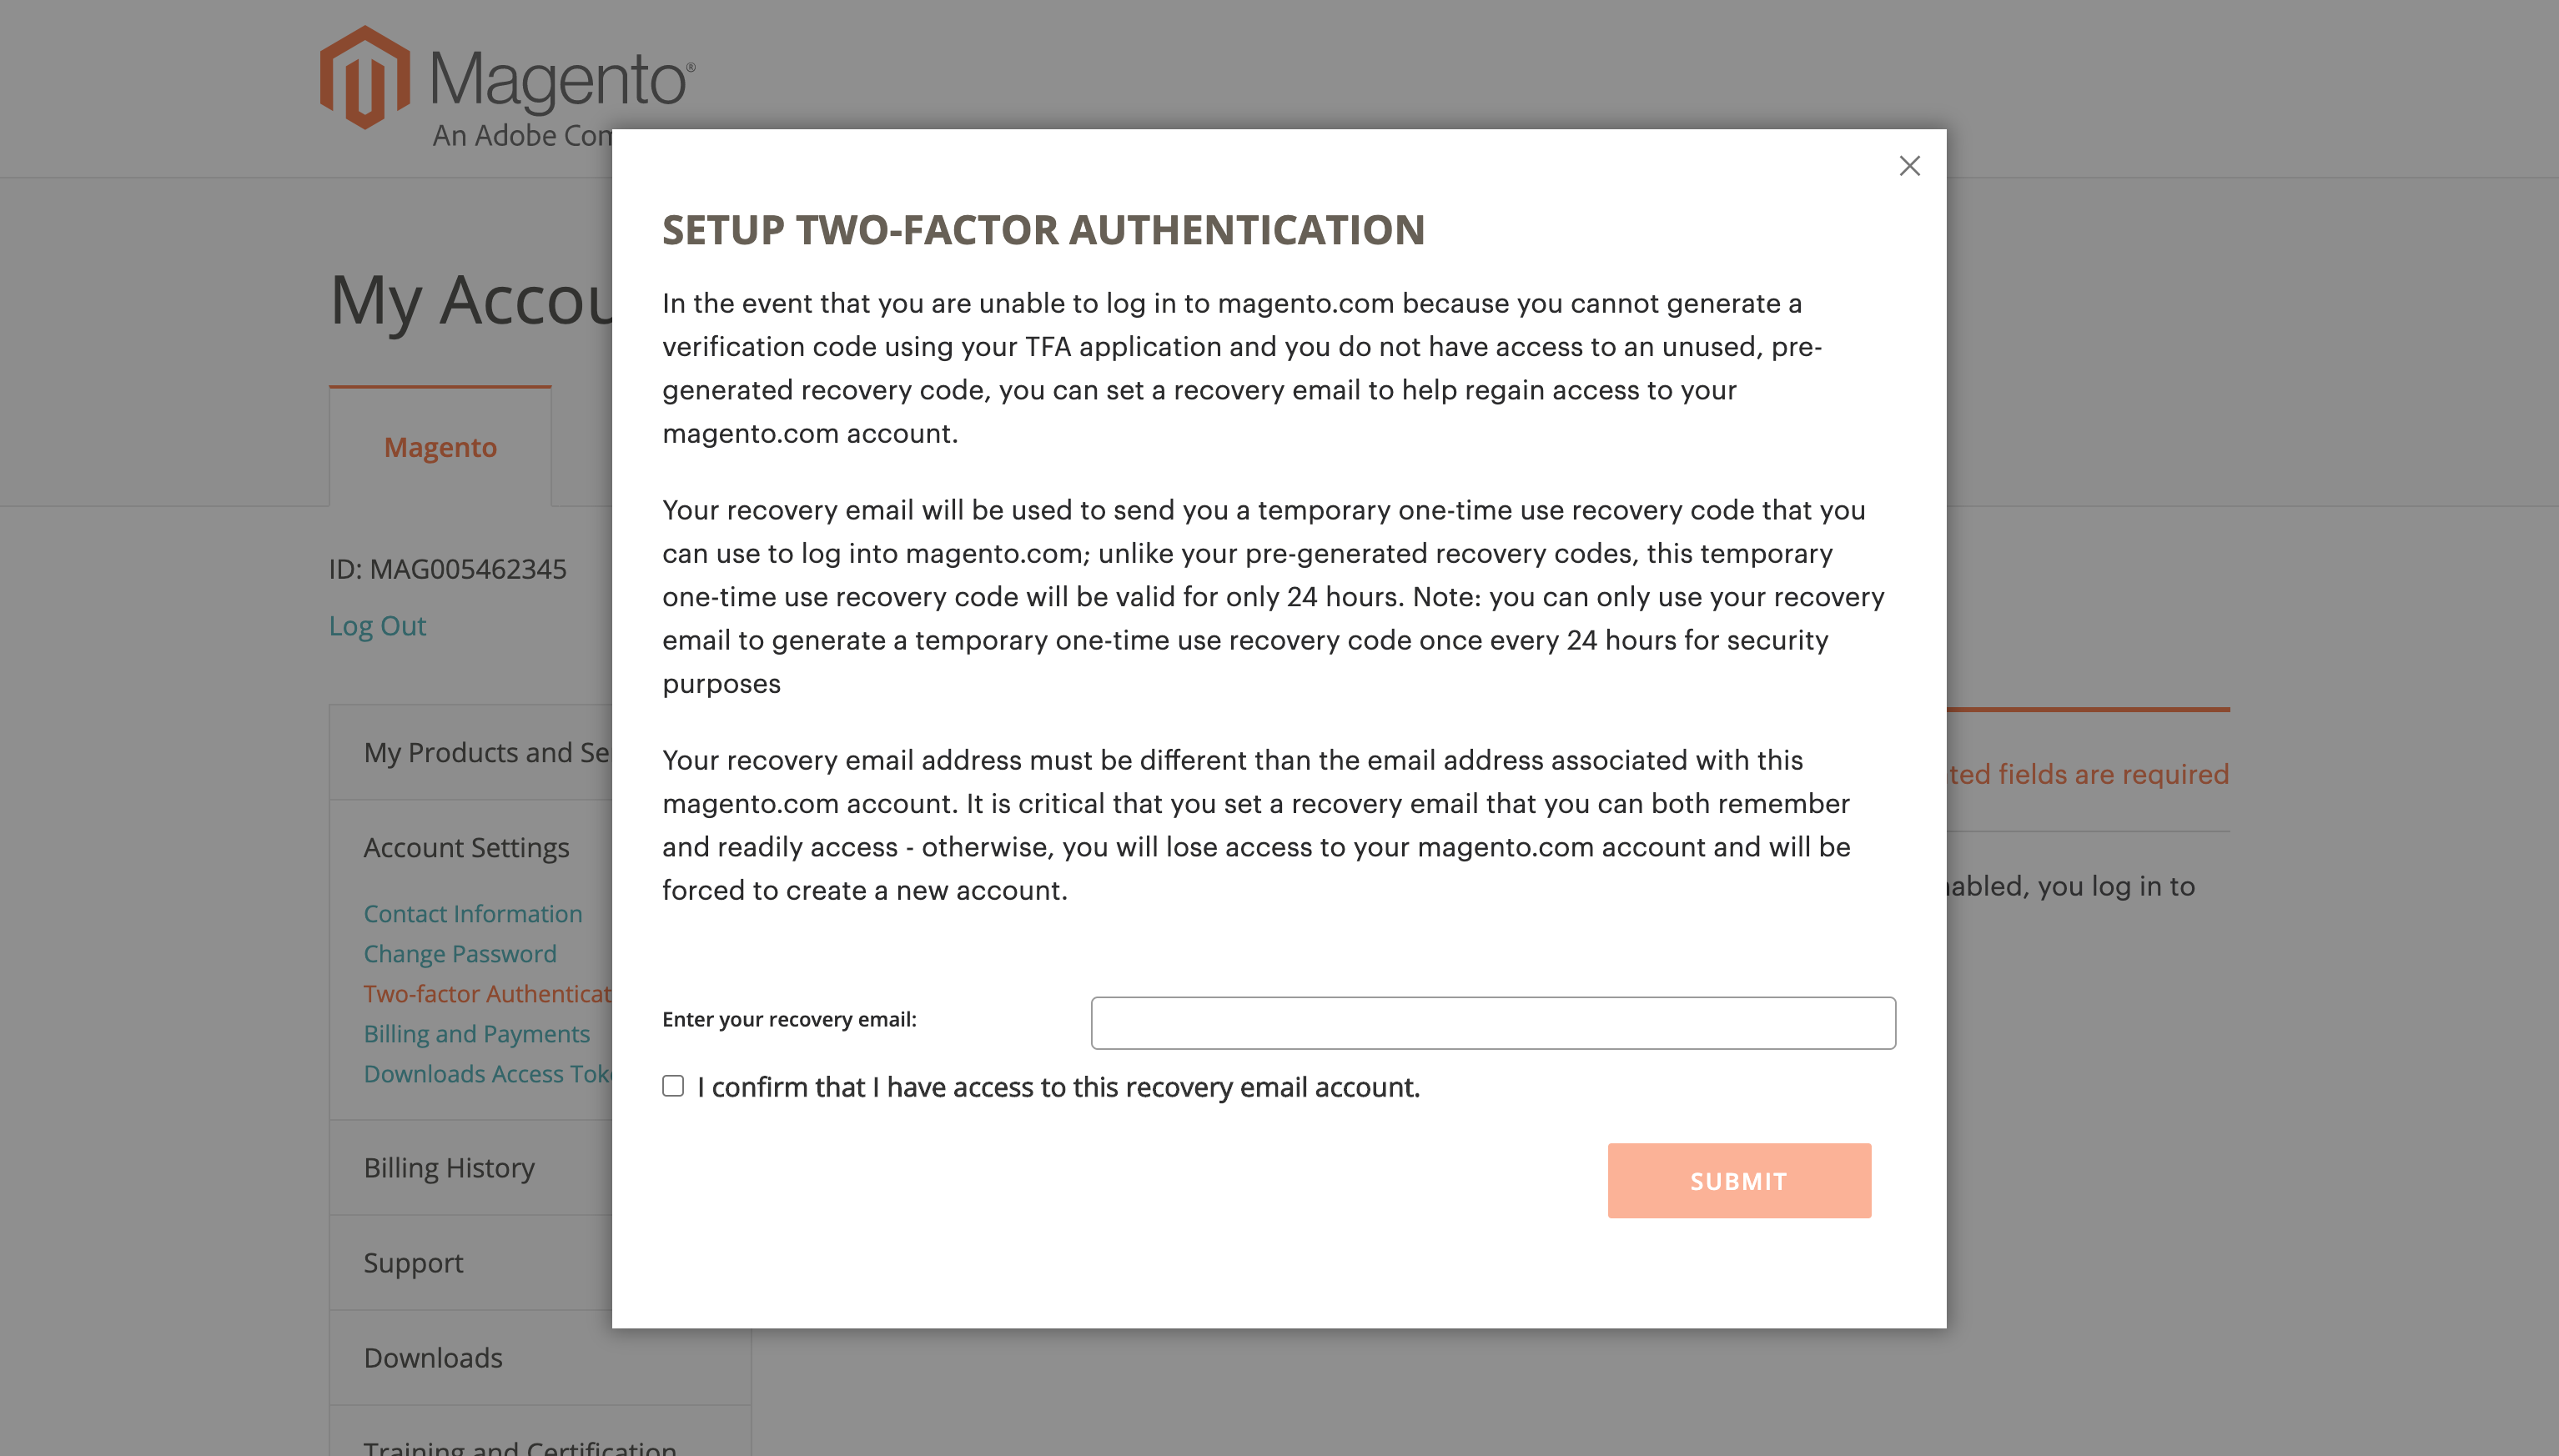 Magento®
An Adobe Com
My Accou
Magento
ID: MAG005462345
Log Out
My Products and Se
Account Settings
Contact Information
Change Password
Two-factor Authenticat
Billing and Payments
Downloads Access Tok
Billing History
Support
Downloads
Training and Certification
SETUP TWO-FACTOR AUTHENTICATION
In the event that you are unable to log in to magento.com because you cannot generate a
verification code using your TFA application and you do not have access to an unused, pre-
generated recovery code, you can set a recovery email to help regain access to your
magento.com account.
Your recovery email will be used to send you a temporary one-time use recovery code that you
can use to log into magento.com; unlike your pre-generated recovery codes, this temporary
one-time use recovery code will be valid for only 24 hours. Note: you can only use your recovery
email to generate a temporary one-time use recovery code once every 24 hours for security
purposes
Your recovery email address must be different than the email address associated with this
magento.com account. It is critical that you set a recovery email that you can both remember
and readily access - otherwise, you will lose access to your magento.com account and will be
forced to create a new account.
Enter your recovery email:
I confirm that I have access to this recovery email account.
SUBMIT
ted fields are required
abled, you log in to